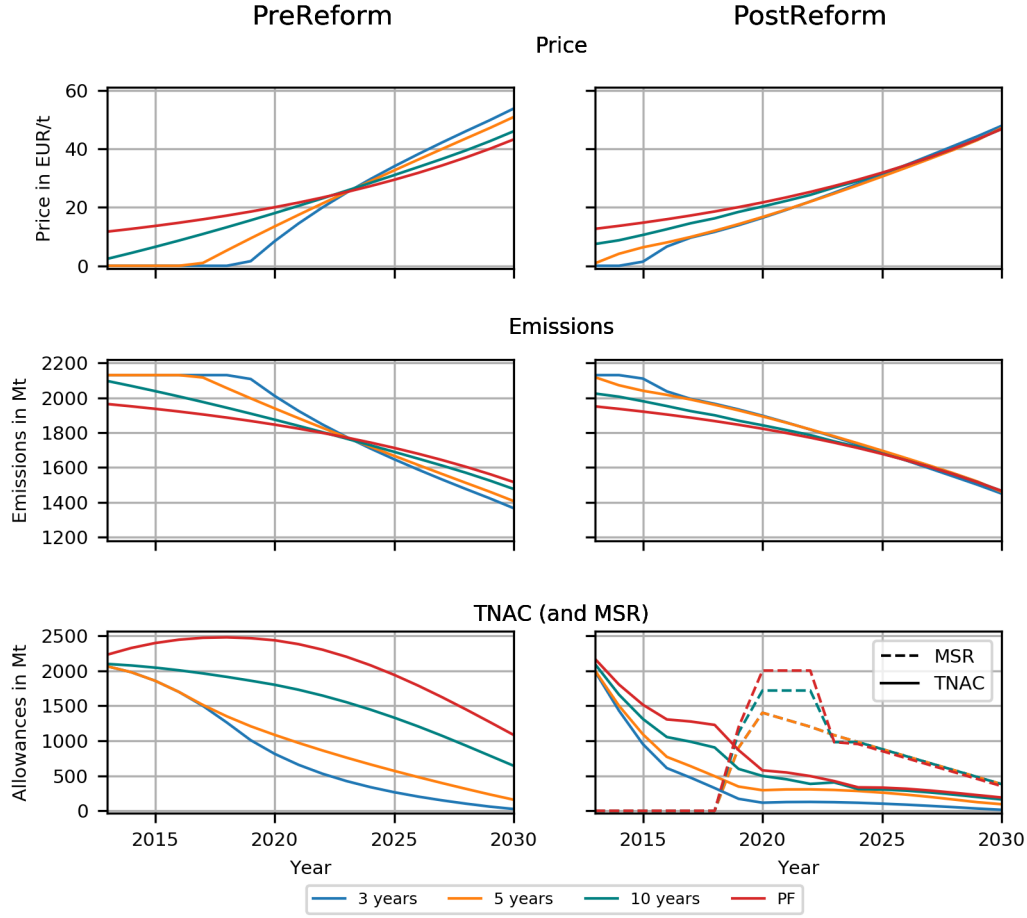 PreReform PostReform
Price
Price in EUR/t
60
40
20
0
Emissions
Emissions in Mt
2200
2000
1800
1600
1400
1200
TNAC (and MSR)
Allowances in Mt
2500
2000
1500
1000
500
0
MSR
TNAC
2015 2020 2025 2030 2015 2020 2025 2030
Year Year
3 years 5 years 10 years PF